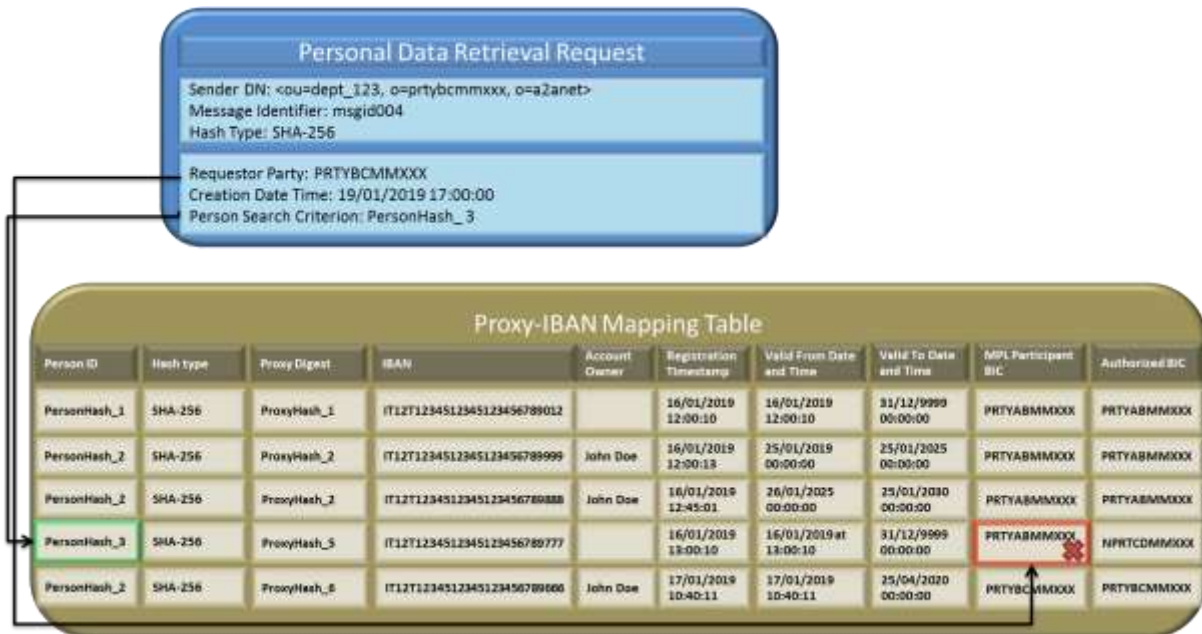 Personal Data Retrieval Request
Sender DN: <ou=dept_123, o=prtybcmmxxx, o=a2anet>
Message Identifier: msgid004
Hash Type: SHA-256
Requestor Party: PRTYBCMMXXX
Creation Date Time: 19/01/2019 17:00:00
Person Search Criterion: PersonHash_ 3
Proxy-IBAN Mapping Table
Person ID Hash type Proxy Digest IBAN Account Owner Registration Timestamp Valid From Date and Time Valid To Date and Time MPL Participant BIC Authorized BIC
PersonHash_1 SHA-256 ProxyHash_1 IT12T1234512345123456789012 16/01/2019 12:00:10 16/01/2019 12:00:10 31/12/9999 00:00:00 PRTYABMMXXX PRTYABMMXXX
PersonHash_2 SHA-256 ProxyHash_2 IT12T1234512345123456789999 John Doe 16/01/2019 12:00:13 25/01/2019 00:00:00 25/01/2025 00:00:00 PRTYABMMXXX PRTYABMMXXX
PersonHash_2 SHA-256 ProxyHash_2 IT12T1234512345123456789888 John Doe 16/01/2019 12:45:01 26/01/2025 00:00:00 25/01/2030 00:00:00 PRTYABMMXXX PRTYABMMXXX
PersonHash_3 SHA-256 ProxyHash_5 IT12T1234512345123456789777 16/01/2019 13:00:10 16/01/2019 at 13:00:10 31/12/9999 00:00:00 PRTYABMMXXX NPRTCDMMXXX
PersonHash_2 SHA-256 ProxyHash_6 IT12T1234512345123456789666 John Doe 17/01/2019 10:40:11 17/01/2019 10:40:11 25/04/2020 00:00:00 PRTYBCMMXXX PRTYBCMMXXX